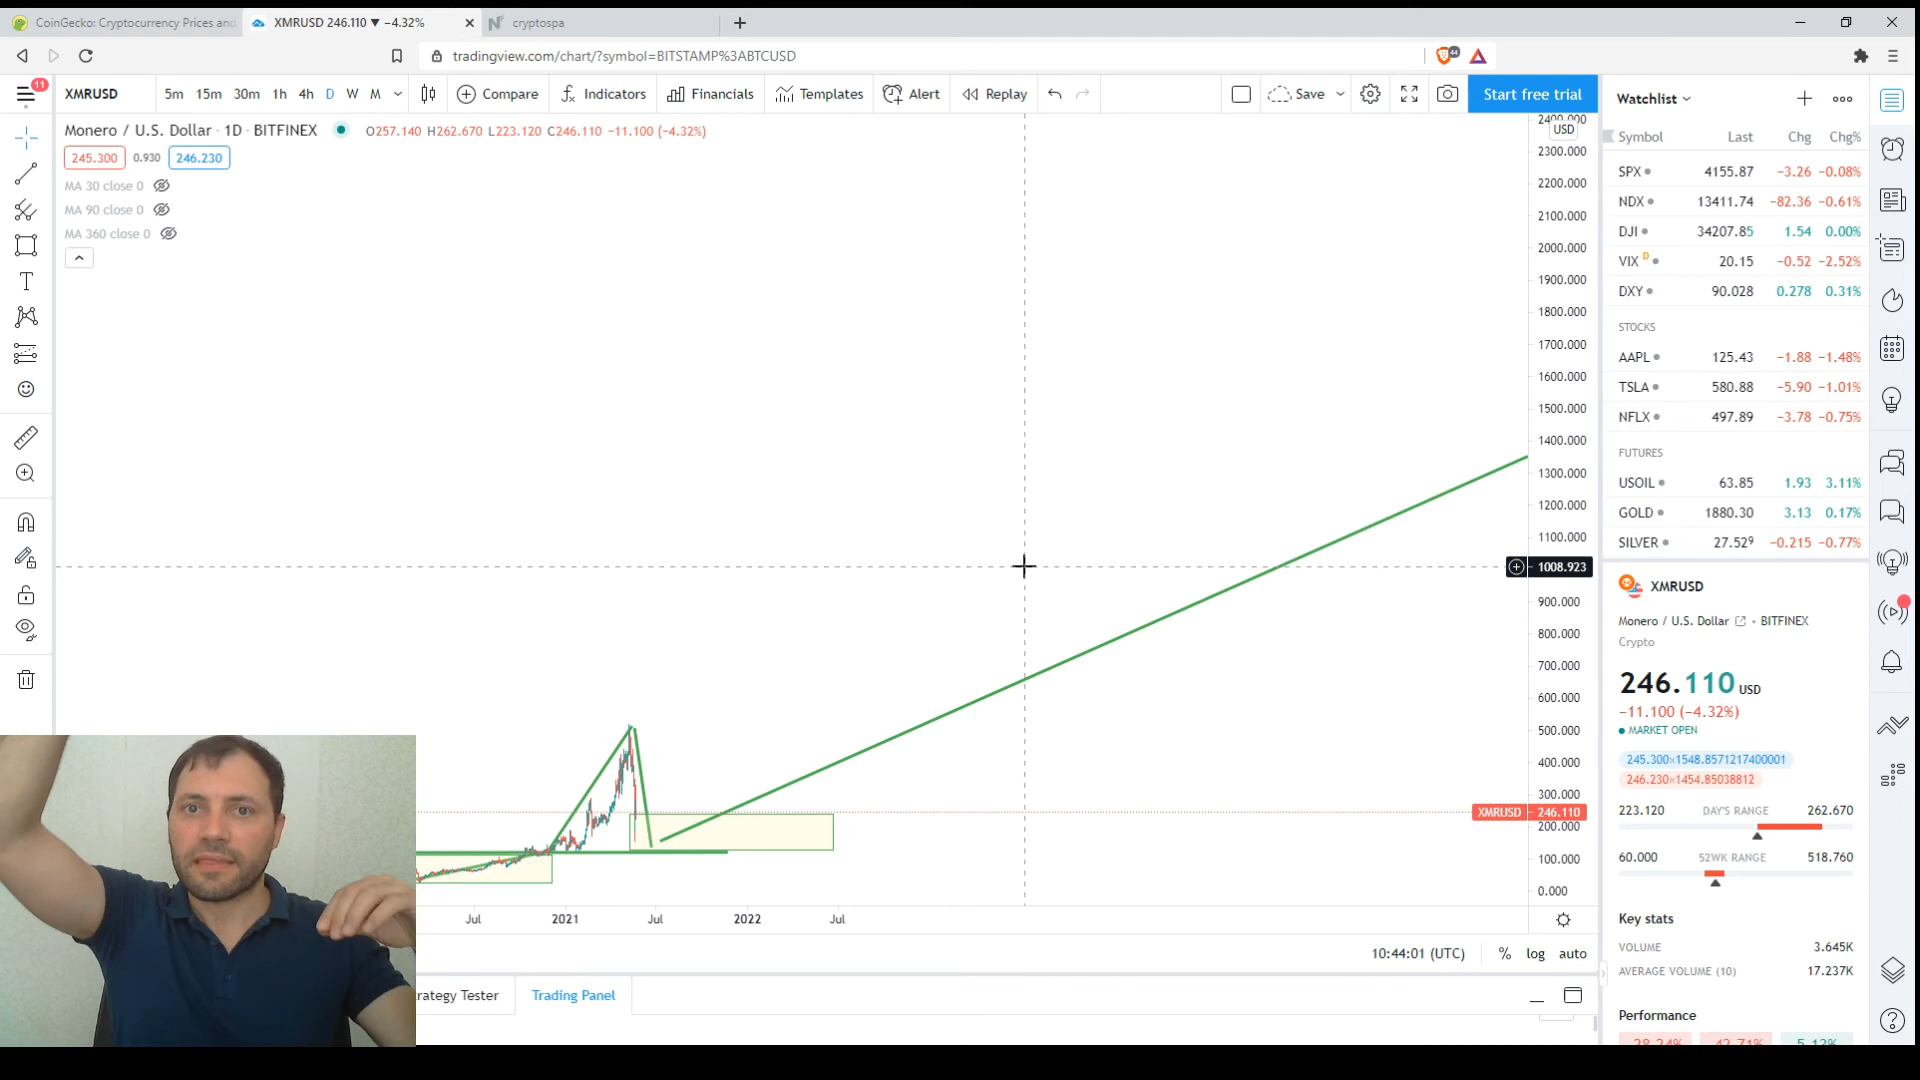 CoinGecko: Cryptocurrency Prices and
XMRUSD 246.110 ▼ −4.32%
cryptospa
tradingview.com/chart/?symbol=BITSTAMP%3ABTCUSD
44
11
XMRUSD
5m 15m 30m 1h 4h D W M
Compare
Indicators
Financials
Templates
Alert
Replay
Save
Start free trial
Monero / U.S. Dollar · 1D · BITFINEX
O257.140 H262.670 L223.120 C246.110 −11.100 (−4.32%)
245.300 0.930 246.230
MA 30 close 0
MA 90 close 0
MA 360 close 0
USD
2300.000
2200.000
2100.000
2000.000
1900.000
1800.000
1700.000
1600.000
1500.000
1400.000
1300.000
1200.000
1100.000
1008.923
900.000
800.000
700.000
600.000
500.000
400.000
300.000
XMRUSD 246.110
200.000
100.000
0.000
Jul 2021 Jul 2022 Jul
10:44:01 (UTC) % log auto
rategy Tester
Trading Panel
Watchlist
Symbol Last Chg Chg%
SPX 4155.87 −3.26 −0.08%
NDX 13411.74 −82.36 −0.61%
DJI 34207.85 1.54 0.00%
VIX D 20.15 −0.52 −2.52%
DXY 90.028 0.278 0.31%
STOCKS
AAPL 125.43 −1.88 −1.48%
TSLA 580.88 −5.90 −1.01%
NFLX 497.89 −3.78 −0.75%
FUTURES
USOIL 63.85 1.93 3.11%
GOLD 1880.30 3.13 0.17%
SILVER 27.529 −0.215 −0.77%
XMRUSD
Monero / U.S. Dollar • BITFINEX
Crypto
246.110 USD
−11.100 (−4.32%)
MARKET OPEN
245.300×1548.8571217400001
246.230×1454.85038812
223.120 DAY'S RANGE 262.670
60.000 52WK RANGE 518.760
Key stats
VOLUME 3.645K
AVERAGE VOLUME (10) 17.237K
Performance